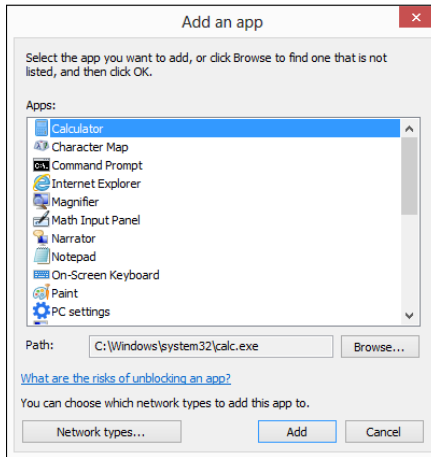 Add an app
Select the app you want to add, or click Browse to find one that is not
listed, and then click OK.
Apps:
Calculator
Character Map
Command Prompt
Internet Explorer
Magnifier
Math Input Panel
Narrator
Notepad
On-Screen Keyboard
Paint
PC settings
Path: C:\Windows\system32\calc.exe Browse...
What are the risks of unblocking an app?
You can choose which network types to add this app to.
Network types... Add Cancel